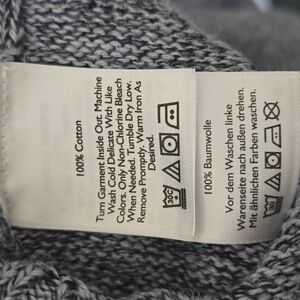 100% Cotton
Turn Garment Inside Out. Machine
Wash Cold Delicate With Like
Colors. Only Non-Chlorine Bleach
When Needed. Tumble Dry Low.
Remove Promptly. Warm Iron As
Desired.
30C
100% Baumwolle
Vor dem Waschen linke
Warenseite nach außen drehen.
Mit ähnlichen Farben waschen.
30C